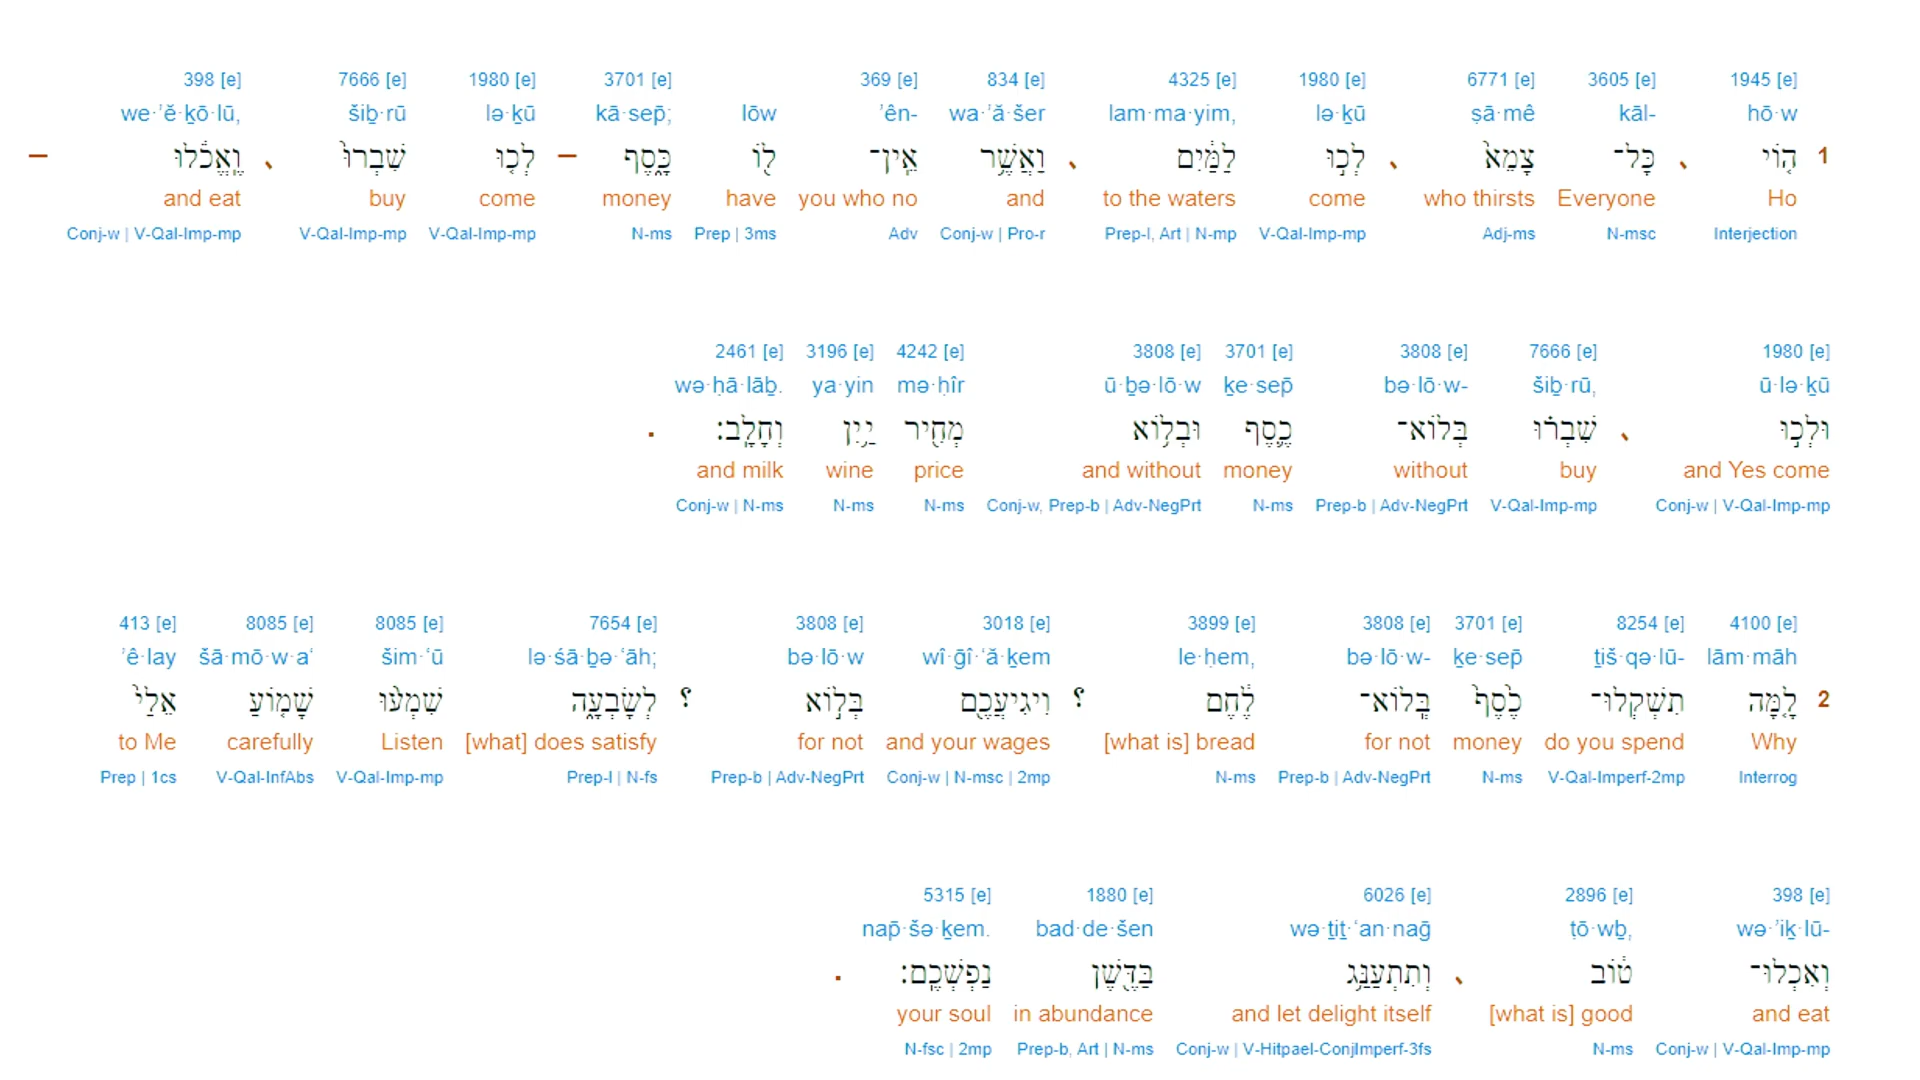 1945 [e] 3605 [e] 6771 [e] 1980 [e] 4325 [e] 834 [e] 369 [e] 3701 [e] 1980 [e] 7666 [e] 398 [e]
hō·w kāl- ṣā·mê lə·ḵū lam·ma·yim, wa·’ă·šer ’ên- lōw kā·sep̄; lə·ḵū šiḇ·rū we·’ĕ·ḵō·lū,
1 ה֤וֹי ､ כָּל־ צָמֵא֙ ､ לְכ֣וּ לַמַּ֔יִם ､ וַאֲשֶׁ֥ר אֵֽין־ ל֖וֹ כָּ֑סֶף – לְכ֤וּ שִׁבְרוּ֙ ､ וֶֽאֱכֹ֔לוּ –
Ho Everyone who thirsts come to the waters and you who no have money come buy and eat
Interjection N-msc Adj-ms V-Qal-Imp-mp Prep-l, Art | N-mp Conj-w | Pro-r Adv Prep | 3ms N-ms V-Qal-Imp-mp V-Qal-Imp-mp Conj-w | V-Qal-Imp-mp
1980 [e] 7666 [e] 3808 [e] 3701 [e] 3808 [e] 4242 [e] 3196 [e] 2461 [e]
ū·lə·ḵū šiḇ·rū, bə·lō·w- ḵe·sep̄ ū·ḇə·lō·w mə·ḥîr ya·yin wə·ḥā·lāḇ.
וּלְכ֣וּ ､ שִׁבְר֗וּ בְּלוֹא־ כֶ֛סֶף וּבְל֥וֹא מְחִ֖יר יַ֥יִן וְחָלָֽב׃ .
and Yes come buy without money and without price wine and milk
Conj-w | V-Qal-Imp-mp V-Qal-Imp-mp Prep-b | Adv-NegPrt N-ms Conj-w, Prep-b | Adv-NegPrt N-ms N-ms Conj-w | N-ms
4100 [e] 8254 [e] 3701 [e] 3808 [e] 3899 [e] 3018 [e] 3808 [e] 7654 [e] 8085 [e] 8085 [e] 413 [e]
lām·māh ṯiš·qə·lū- ḵe·sep̄ bə·lō·w- le·ḥem, wî·ḡî·‘ă·ḵem bə·lō·w lə·śā·bə·‘āh; šim·‘ū šā·mō·w·a‘ ’ê·lay
2 לָ֤מָּה תִשְׁקְלוּ־ כֶ֙סֶף֙ בְּֽלוֹא־ לֶ֔חֶם ؟ וִיגִיעֲכֶ֖ם בְּל֣וֹא לְשָׂבְעָ֑ה ؟ שִׁמְע֨וּ שָׁמ֤וֹעַ אֵלַי֙
Why do you spend money for not [what is] bread and your wages for not [what] does satisfy Listen carefully to Me
Interrog V-Qal-Imperf-2mp N-ms Prep-b | Adv-NegPrt N-ms Conj-w | N-msc | 2mp Prep-b | Adv-NegPrt Prep-l | N-fs V-Qal-Imp-mp V-Qal-InfAbs Prep | 1cs
398 [e] 2896 [e] 6026 [e] 1880 [e] 5315 [e]
wə·’iḵ·lū- ṭō·wḇ, wə·ṯiṯ·‘an·naḡ bad·de·šen nap̄·šə·ḵem.
וְאִכְלוּ־ ט֔וֹב ､ וְתִתְעַנַּ֥ג בַּדֶּ֖שֶׁן נַפְשְׁכֶֽם׃ .
and eat [what is] good and let delight itself in abundance your soul
Conj-w | V-Qal-Imp-mp N-ms Conj-w | V-Hitpael-ConjImperf-3fs Prep-b, Art | N-ms N-fsc | 2mp